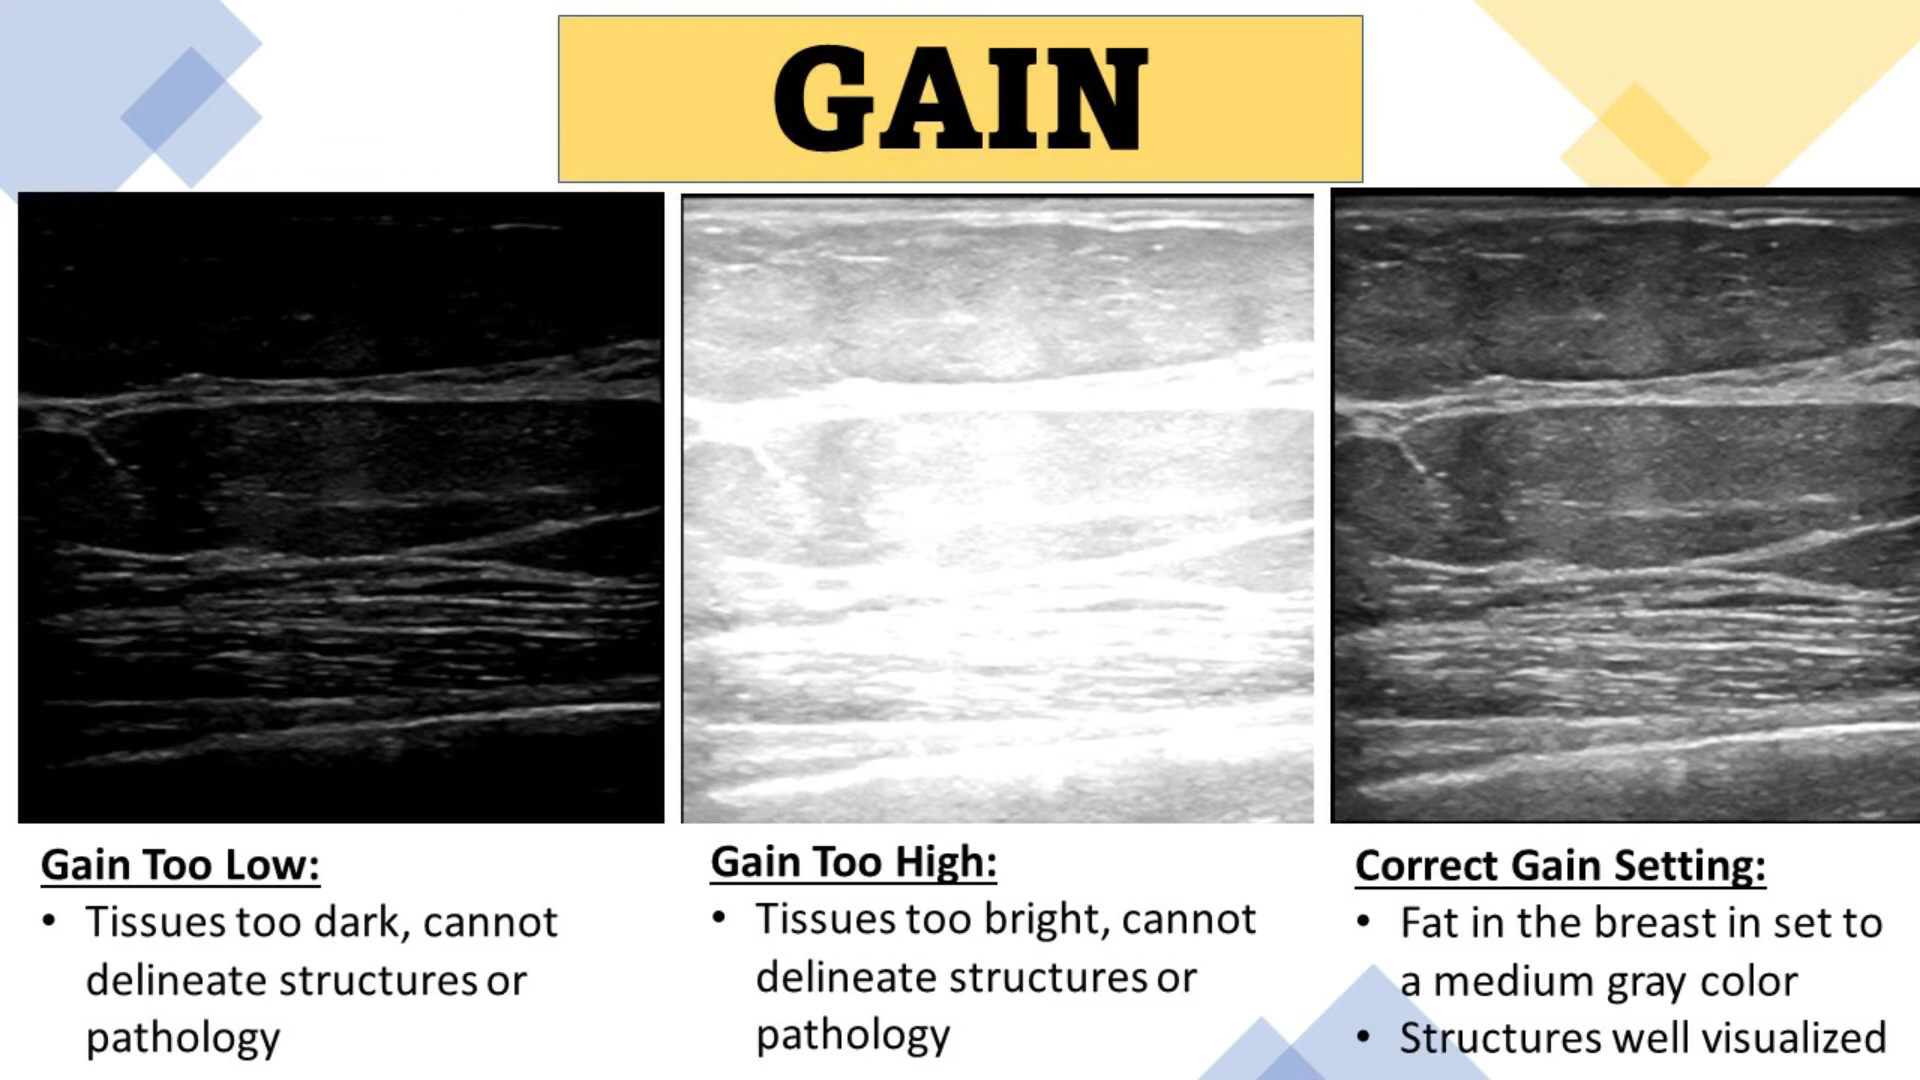 GAIN
Gain Too Low:
• Tissues too dark, cannot
delineate structures or
pathology
Gain Too High:
• Tissues too bright, cannot
delineate structures or
pathology
Correct Gain Setting:
• Fat in the breast in set to
a medium gray color
• Structures well visualized